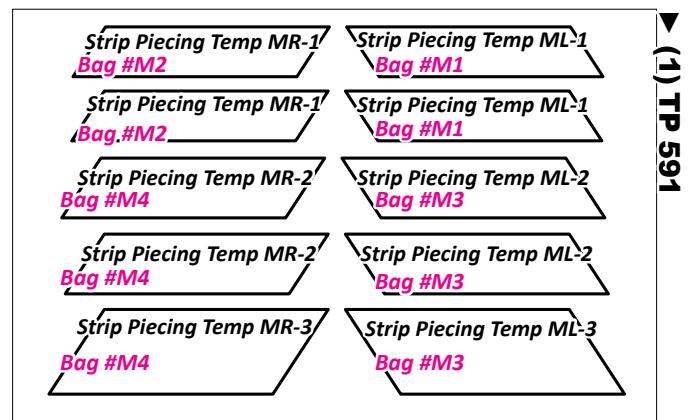 Strip Piecing Temp MR-1
Bag #M2
Strip Piecing Temp ML-1
Bag #M1
Strip Piecing Temp MR-1
Bag #M2
Strip Piecing Temp ML-1
Bag #M1
Strip Piecing Temp MR-2
Bag #M4
Strip Piecing Temp ML-2
Bag #M3
Strip Piecing Temp MR-2
Bag #M4
Strip Piecing Temp ML-2
Bag #M3
Strip Piecing Temp MR-3
Bag #M4
Strip Piecing Temp ML-3
Bag #M3
▼ (1) TP 591